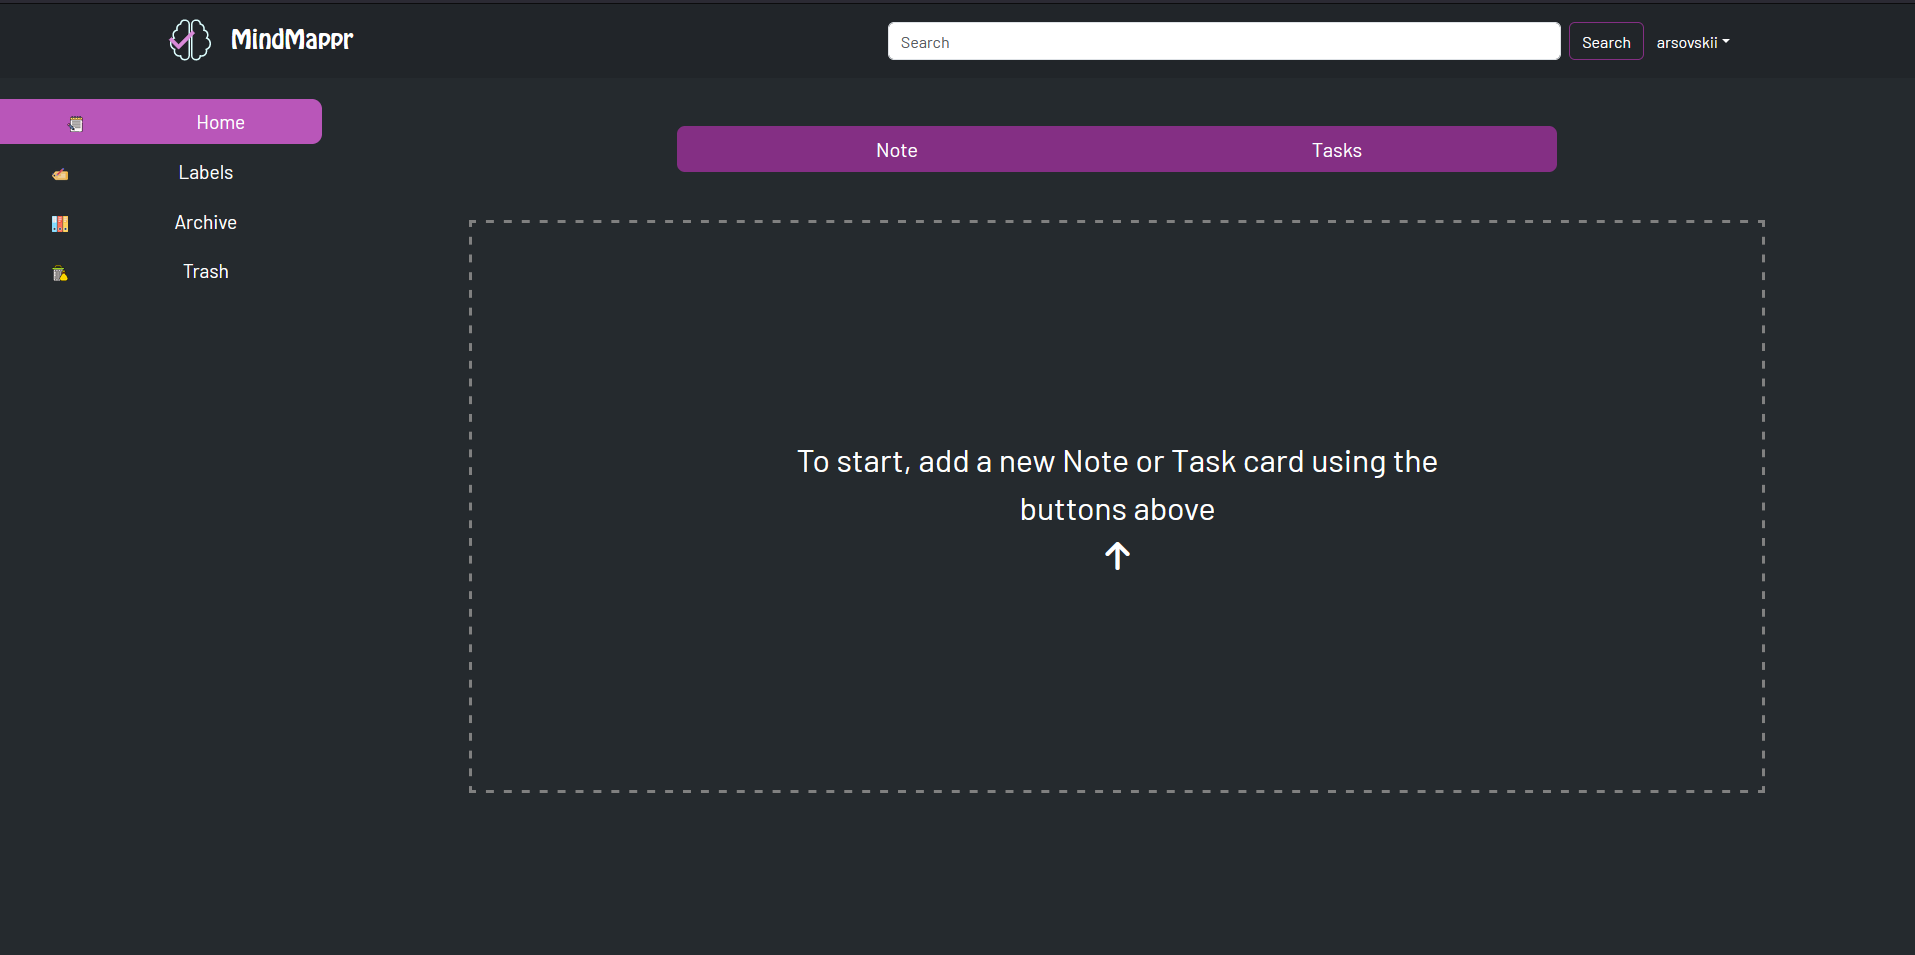 MindMappr
Search
Search
arsovskii
Home
Labels
Archive
Trash
Note
Tasks
To start, add a new Note or Task card using the
buttons above